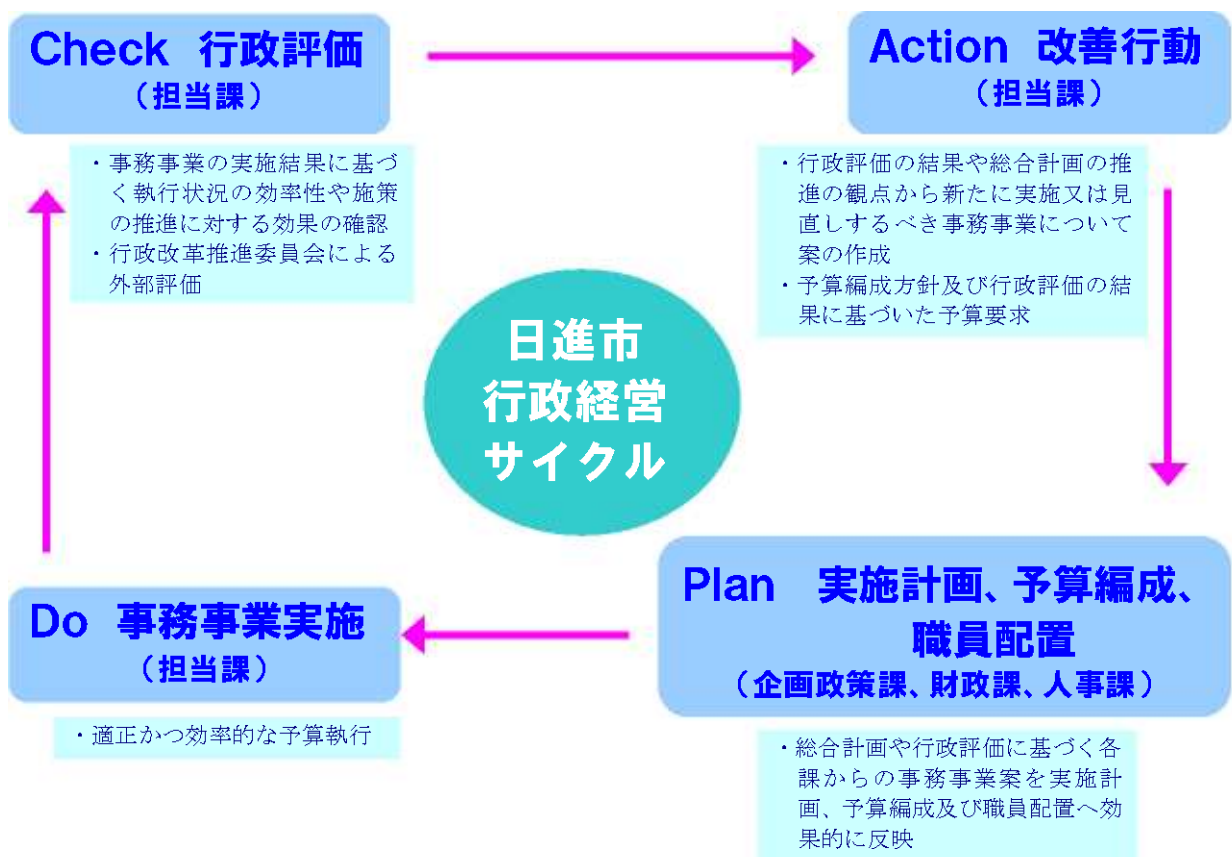 Check 行政評価
（担当課）
・事務事業の実施結果に基づ
く執行状況の効率性や施策
の推進に対する効果の確認
・行政改革推進委員会による
外部評価
Action 改善行動
（担当課）
・行政評価の結果や総合計画の推
進の観点から新たに実施又は見
直しするべき事務事業について
案の作成
・予算編成方針及び行政評価の結
果に基づいた予算要求
日進市
行政経営
サイクル
Do 事務事業実施
（担当課）
・適正かつ効率的な予算執行
Plan 実施計画、予算編成、
職員配置
（企画政策課、財政課、人事課）
・総合計画や行政評価に基づく各
課からの事務事業案を実施計
画、予算編成及び職員配置へ効
果的に反映